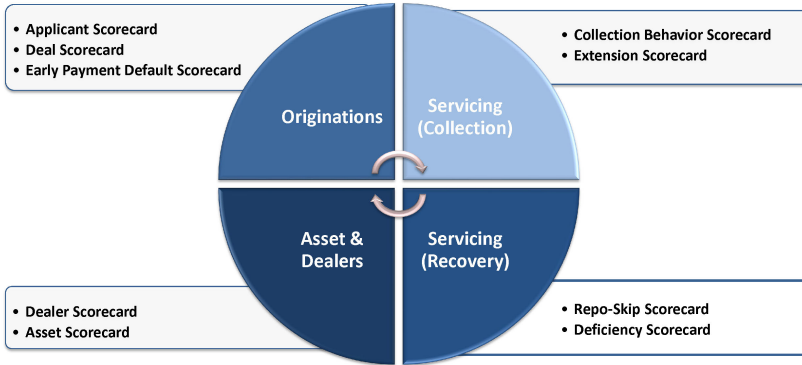 • Applicant Scorecard
• Deal Scorecard
• Early Payment Default Scorecard
• Collection Behavior Scorecard
• Extension Scorecard
Originations
Servicing
(Collection)
Asset &
Dealers
Servicing
(Recovery)
• Dealer Scorecard
• Asset Scorecard
• Repo-Skip Scorecard
• Deficiency Scorecard